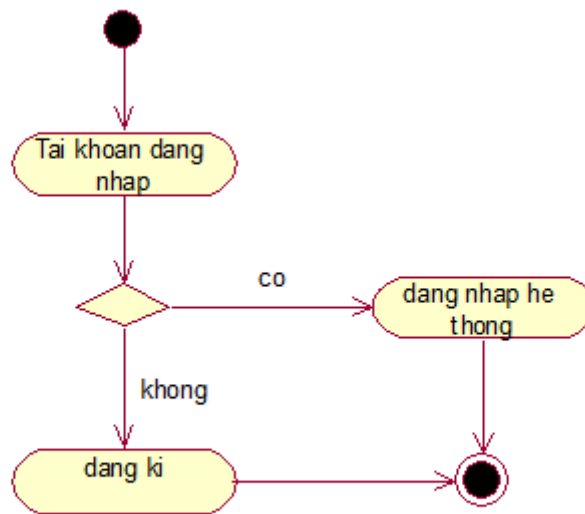 Tai khoan dang
nhap
co
dang nhap he
thong
khong
dang ki